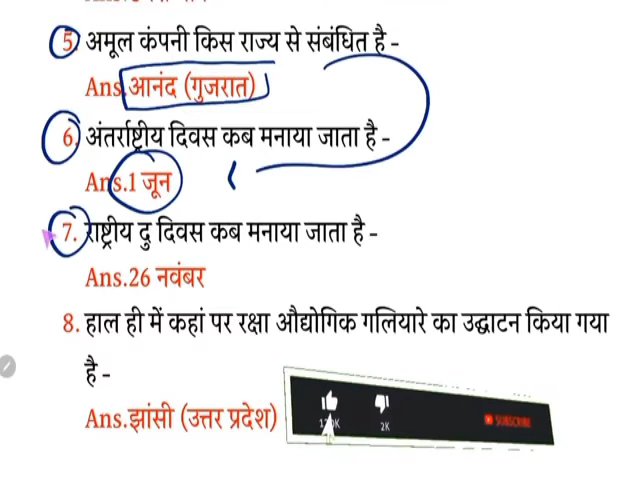 5. अमूल कंपनी किस राज्य से संबंधित है -
Ans.आनंद (गुजरात)
6. अंतर्राष्ट्रीय दिवस कब मनाया जाता है -
Ans.1 जून
7. राष्ट्रीय दु दिवस कब मनाया जाता है -
Ans.26 नवंबर
8. हाल ही में कहां पर रक्षा औद्योगिक गलियारे का उद्घाटन किया गया
है -
Ans.झांसी (उत्तर प्रदेश)
2K
SUBSCRIBE